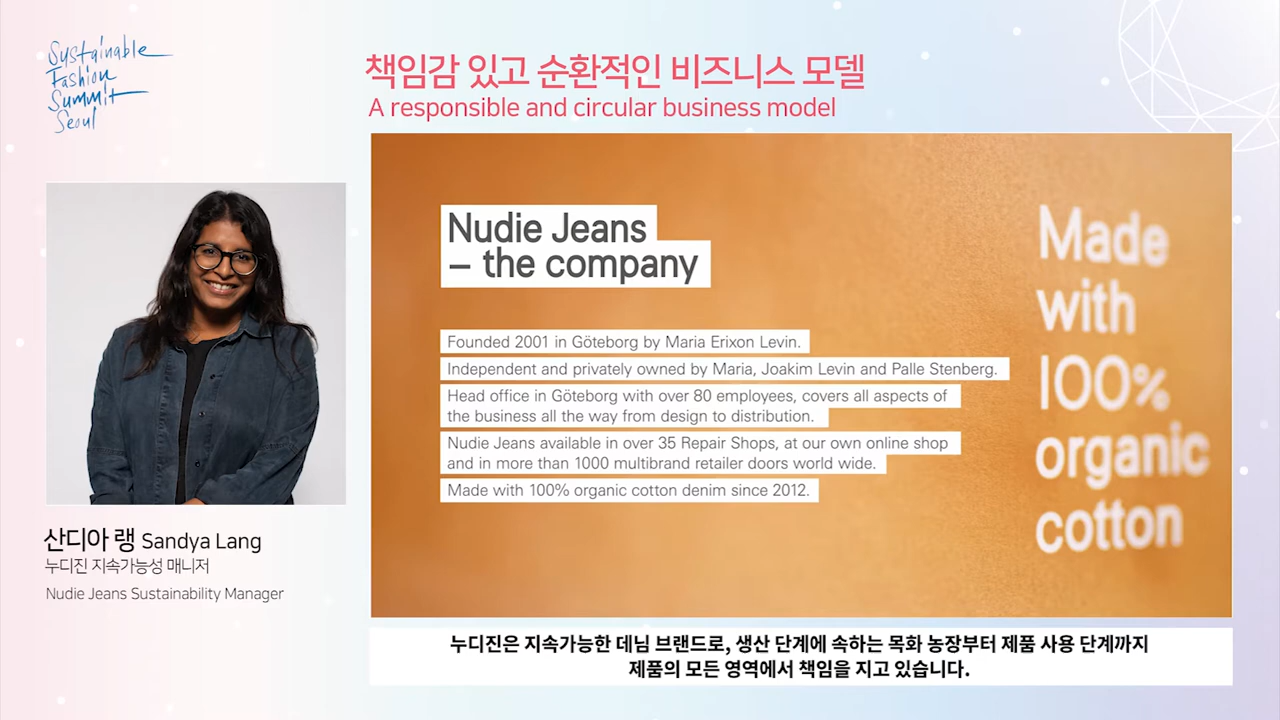 Sustainable
Fashion
Summit
Seoul
책임감 있고 순환적인 비즈니스 모델
A responsible and circular business model
Nudie Jeans
– the company
Founded 2001 in Göteborg by Maria Erixon Levin.
Independent and privately owned by Maria, Joakim Levin and Palle Stenberg.
Head office in Göteborg with over 80 employees, covers all aspects of
the business all the way from design to distribution.
Nudie Jeans available in over 35 Repair Shops, at our own online shop
and in more than 1000 multibrand retailer doors world wide.
Made with 100% organic cotton denim since 2012.
Made
with
100%
organic
cotton
산디아 랭 Sandya Lang
누디진 지속가능성 매니저
Nudie Jeans Sustainability Manager
누디진은 지속가능한 데님 브랜드로, 생산 단계에 속하는 목화 농장부터 제품 사용 단계까지
제품의 모든 영역에서 책임을 지고 있습니다.